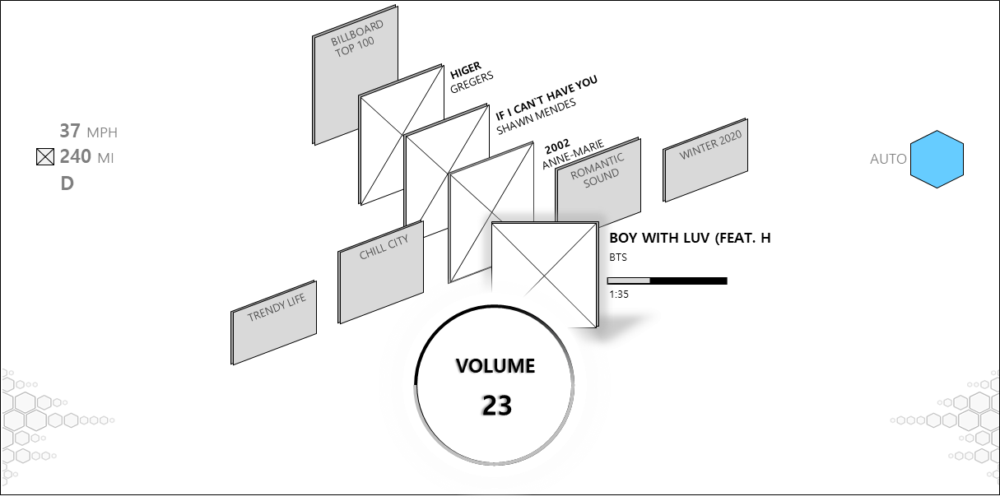 BILLBOARD
TOP 100
HIGER
GREGERS
IF I CAN`T HAVE YOU
SHAWN MENDES
2002
ANNE-MARIE
ROMANTIC
SOUND
WINTER 2020
37 MPH
240 MI
D
AUTO
CHILL CITY
TRENDY LIFE
BOY WITH LUV (FEAT. H
BTS
1:35
VOLUME
23